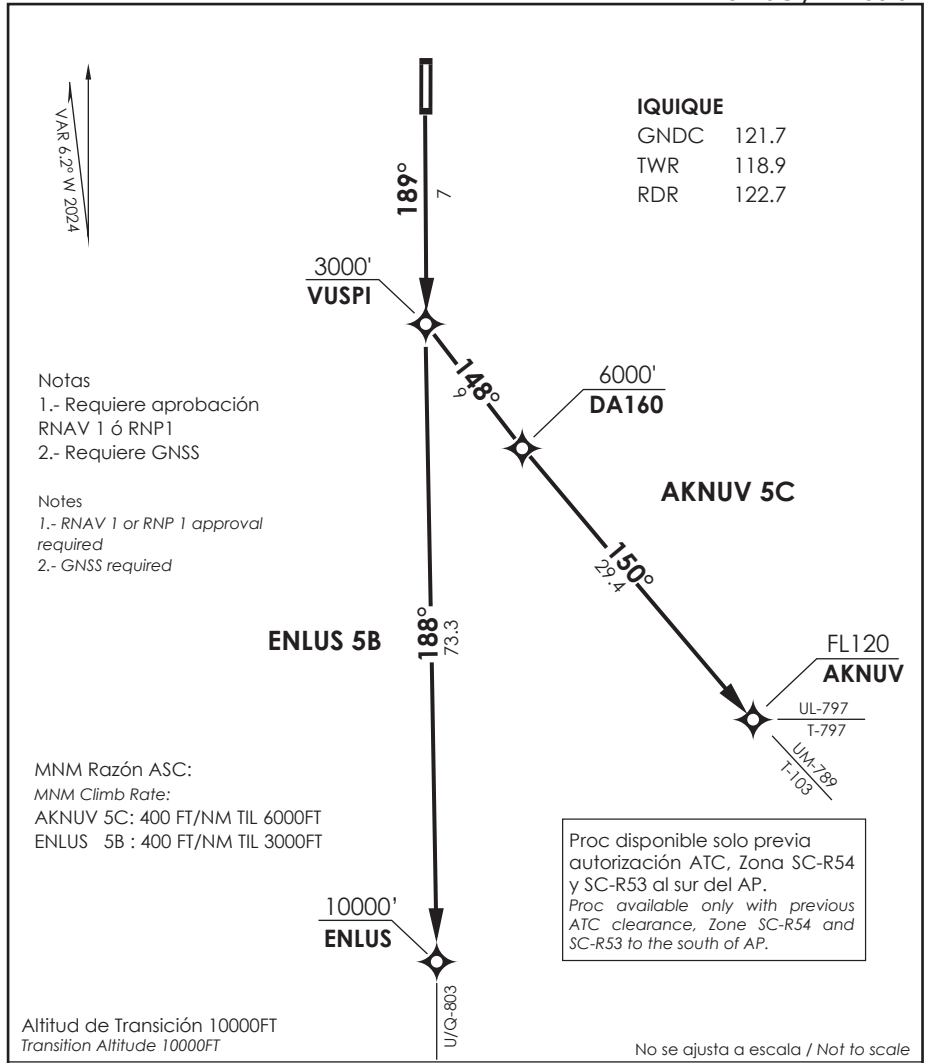 VAR 6.2° W 2024
IQUIQUE
GNDC 121.7
TWR 118.9
RDR 122.7
189°
7
3000'
VUSPI
148°
9
6000'
DA160
Notas
1.- Requiere aprobación
RNAV 1 ó RNP1
2.- Requiere GNSS
Notes
1.- RNAV 1 or RNP 1 approval
required
2.- GNSS required
AKNUV 5C
150°
29.4
ENLUS 5B
188°
73.3
FL120
AKNUV
UL-797
T-797
UM-789
T-103
MNM Razón ASC:
MNM Climb Rate:
AKNUV 5C: 400 FT/NM TIL 6000FT
ENLUS 5B : 400 FT/NM TIL 3000FT
Proc disponible solo previa
autorización ATC, Zona SC-R54
y SC-R53 al sur del AP.
Proc available only with previous
ATC clearance, Zone SC-R54 and
SC-R53 to the south of AP.
10000'
ENLUS
U/Q-803
Altitud de Transición 10000FT
Transition Altitude 10000FT
No se ajusta a escala / Not to scale